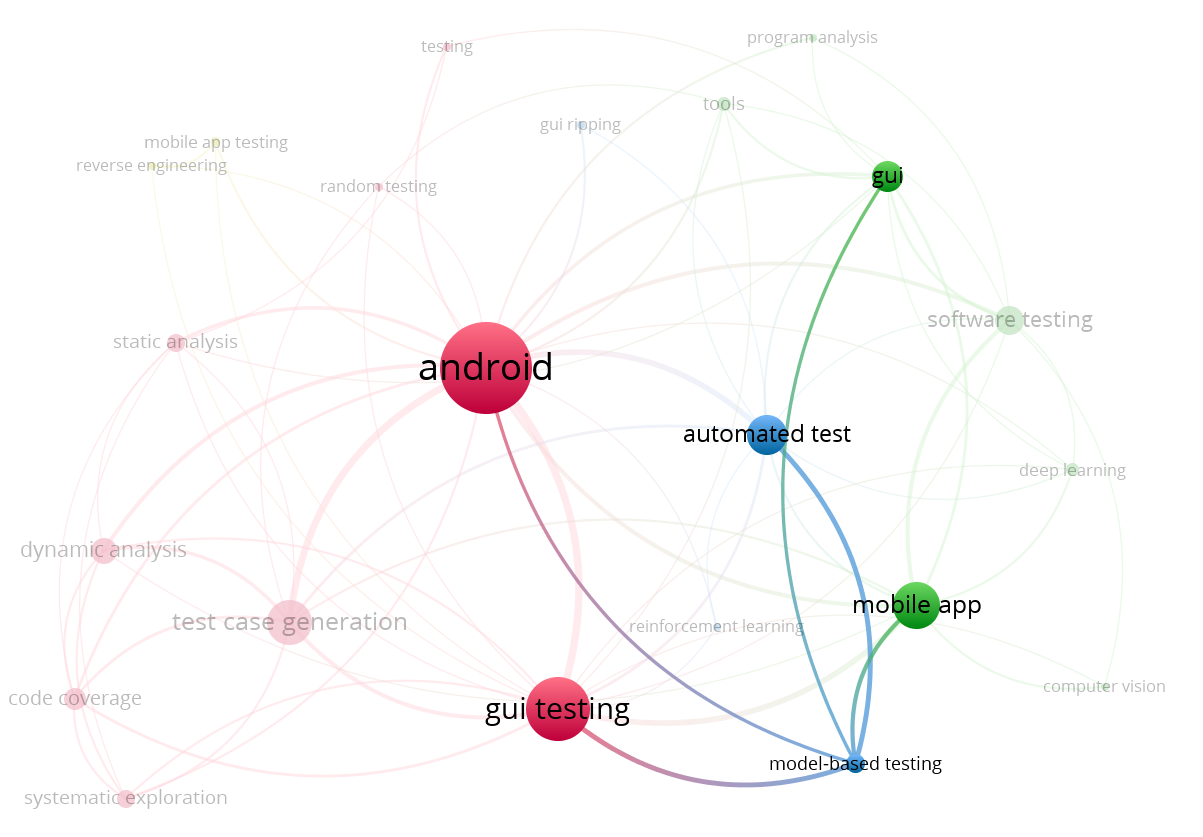 program analysis
testing
tools
gui ripping
mobile app testing
reverse engineering
gui
random testing
software testing
static analysis
android
automated test
deep learning
dynamic analysis
mobile app
test case generation
reinforcement learning
computer vision
code coverage
gui testing
model-based testing
systematic exploration